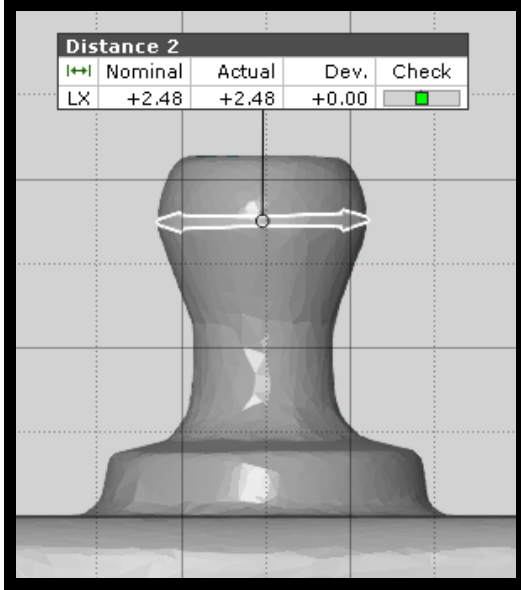 Distance 2
Nominal Actual Dev. Check
LX +2.48 +2.48 +0.00